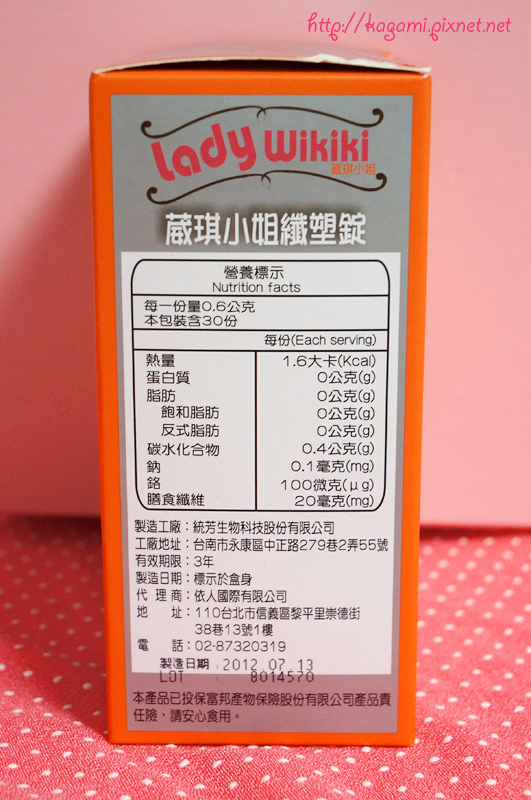 http://kagami.pixnet.net
Lady Wikiki
葳琪小姐
葳琪小姐纖塑錠
營養標示
Nutrition facts
每一份量0.6公克
本包裝含30份
每份(Each serving)
熱量 1.6大卡(Kcal)
蛋白質 0公克(g)
脂肪 0公克(g)
飽和脂肪 0公克(g)
反式脂肪 0公克(g)
碳水化合物 0.4公克(g)
鈉 0.1毫克(mg)
鉻 100微克(μg)
膳食纖維 20毫克(mg)
製造工廠：統芳生物科技股份有限公司
工廠地址：台南市永康區中正路279巷2弄55號
有效期限：3年
製造日期：標示於盒身
代理商：依人國際有限公司
地址：110台北市信義區黎平里崇德街
38巷13號1樓
電話：02-87320319
製造日期：2012.07.13
LOT : 8014570
本產品已投保富邦產物保險股份有限公司產品責
任險，請安心食用。